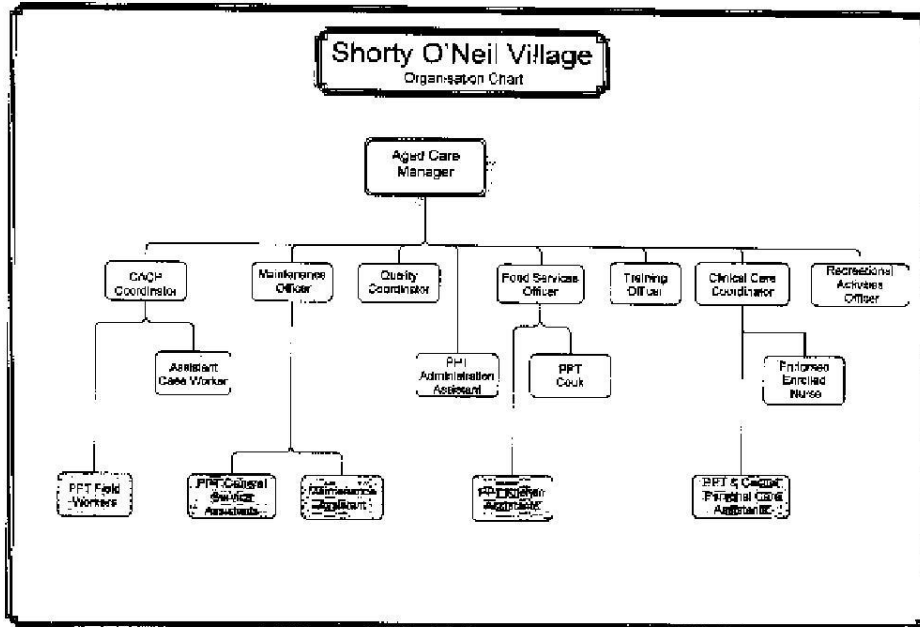 Shorty O'Neil Village
Organisation Chart
Aged Care
Manager
CACP
Coordinator
Maintenance
Officer
Quality
Coordinator
Food Services
Officer
Training
Officer
Clinical Care
Coordinator
Recreational
Activities
Officer
Assistant
Case Worker
Administration
Assistant
PPT
Cook
Endorsed
Enrolled
Nurse
PPT Field
Workers
PPT General
Service
Assistants
Maintenance
Assistant
PPT Kitchen
Assistants
PPT & Casual
Personal Care
Assistants